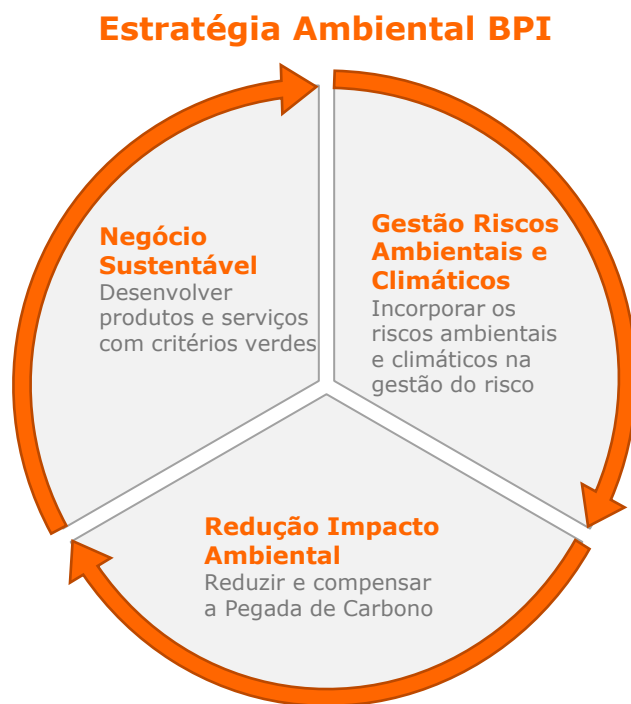 Estratégia Ambiental BPI
Negócio
Sustentável
Desenvolver
produtos e serviços
com critérios verdes
Gestão Riscos
Ambientais e
Climáticos
Incorporar os
riscos ambientais
e climáticos na
gestão do risco
Redução Impacto
Ambiental
Reduzir e compensar
a Pegada de Carbono